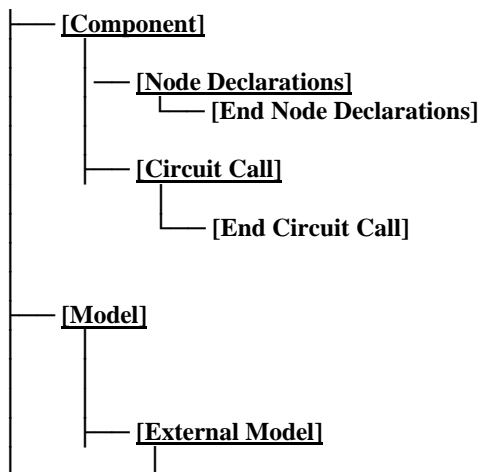 [Component]
[Node Declarations]
[End Node Declarations]
[Circuit Call]
[End Circuit Call]
[Model]
[External Model]